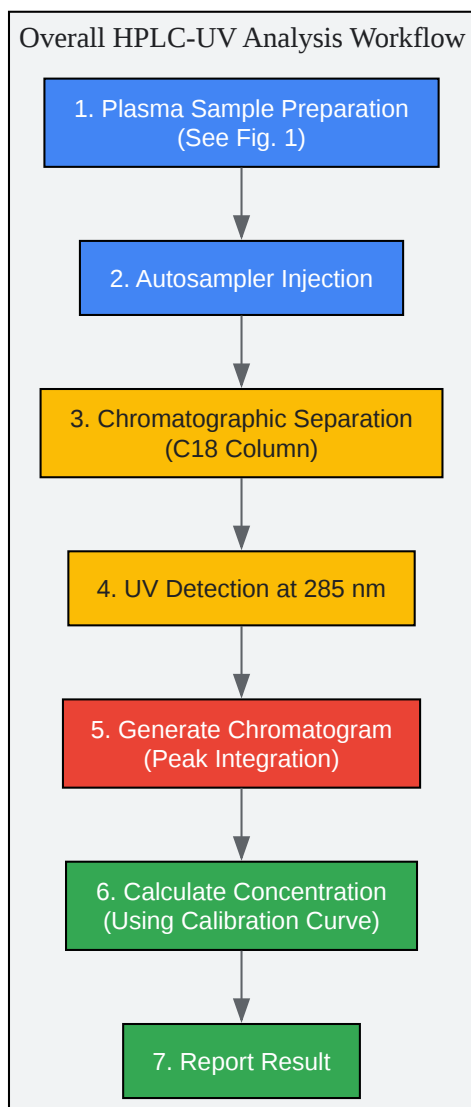 Overall HPLC-UV Analysis Workflow
1. Plasma Sample Preparation
(See Fig. 1)
2. Autosampler Injection
3. Chromatographic Separation
(C18 Column)
4. UV Detection at 285 nm
5. Generate Chromatogram
(Peak Integration)
6. Calculate Concentration
(Using Calibration Curve)
7. Report Result